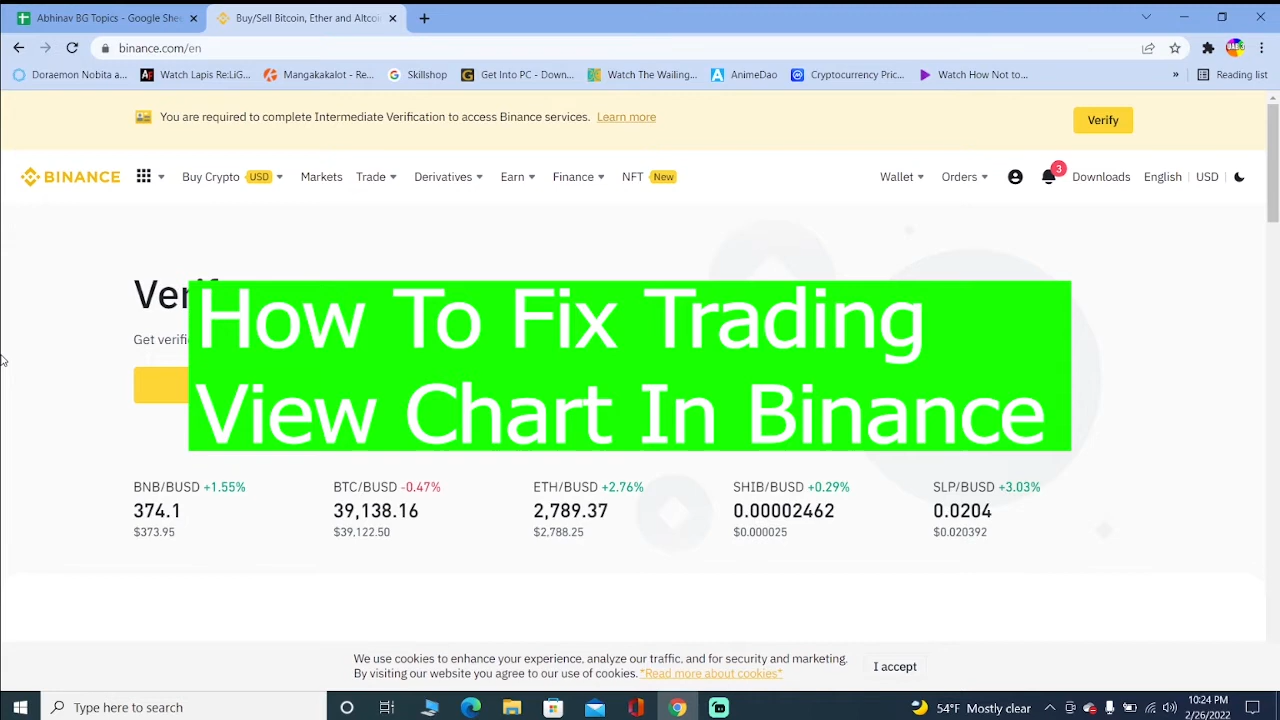 Abhinav BG Topics - Google She
Buy/Sell Bitcoin, Ether and Altcoi
binance.com/en
Doraemon Nobita a...
Watch Lapis Re:LiG...
Mangakakalot - Re...
Skillshop
Get Into PC - Down...
Watch The Wailing...
AnimeDao
Cryptocurrency Pric...
Watch How Not to...
»
Reading list
You are required to complete Intermediate Verification to access Binance services. Learn more
Verify
BINANCE
Buy Crypto USD
Markets
Trade
Derivatives
Earn
Finance
NFT New
Wallet
Orders
3
Downloads
English
USD
Verif
Get verifi
How To Fix Trading
View Chart In Binance
BNB/BUSD +1.55%
374.1
$373.95
BTC/BUSD -0.47%
39,138.16
$39,122.50
ETH/BUSD +2.76%
2,789.37
$2,788.25
SHIB/BUSD +0.29%
0.00002462
$0.000025
SLP/BUSD +3.03%
0.0204
$0.020392
We use cookies to enhance your experience, analyze our traffic, and for security and marketing.
By visiting our website you agree to our use of cookies. "Read more about cookies"
I accept
Type here to search
54°F Mostly clear
10:24 PM
2/26/2022